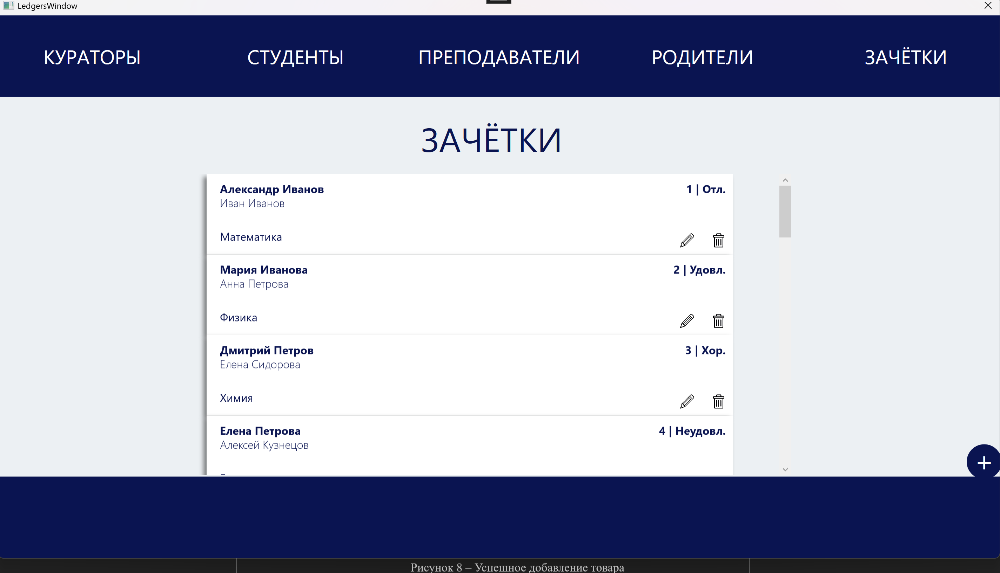 LedgersWindow
КУРАТОРЫ СТУДЕНТЫ ПРЕПОДАВАТЕЛИ РОДИТЕЛИ ЗАЧЁТКИ
ЗАЧЁТКИ
Александр Иванов 1 | Отл.
Иван Иванов
Математика
Мария Иванова 2 | Удовл.
Анна Петрова
Физика
Дмитрий Петров 3 | Хор.
Елена Сидорова
Химия
Елена Петрова 4 | Неудовл.
Алексей Кузнецов
+
Рисунок 8 – Успешное добавление товара